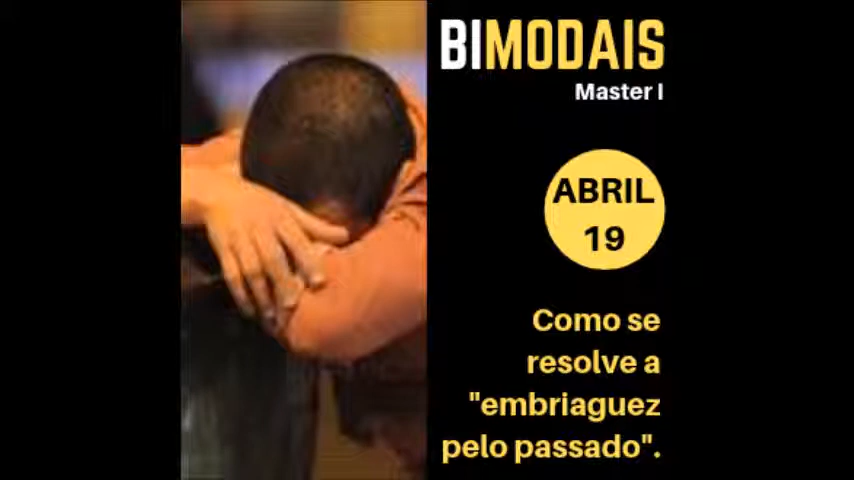 BIMODAIS
Master I
ABRIL
19
Como se
resolve a
"embriaguez
pelo passado".